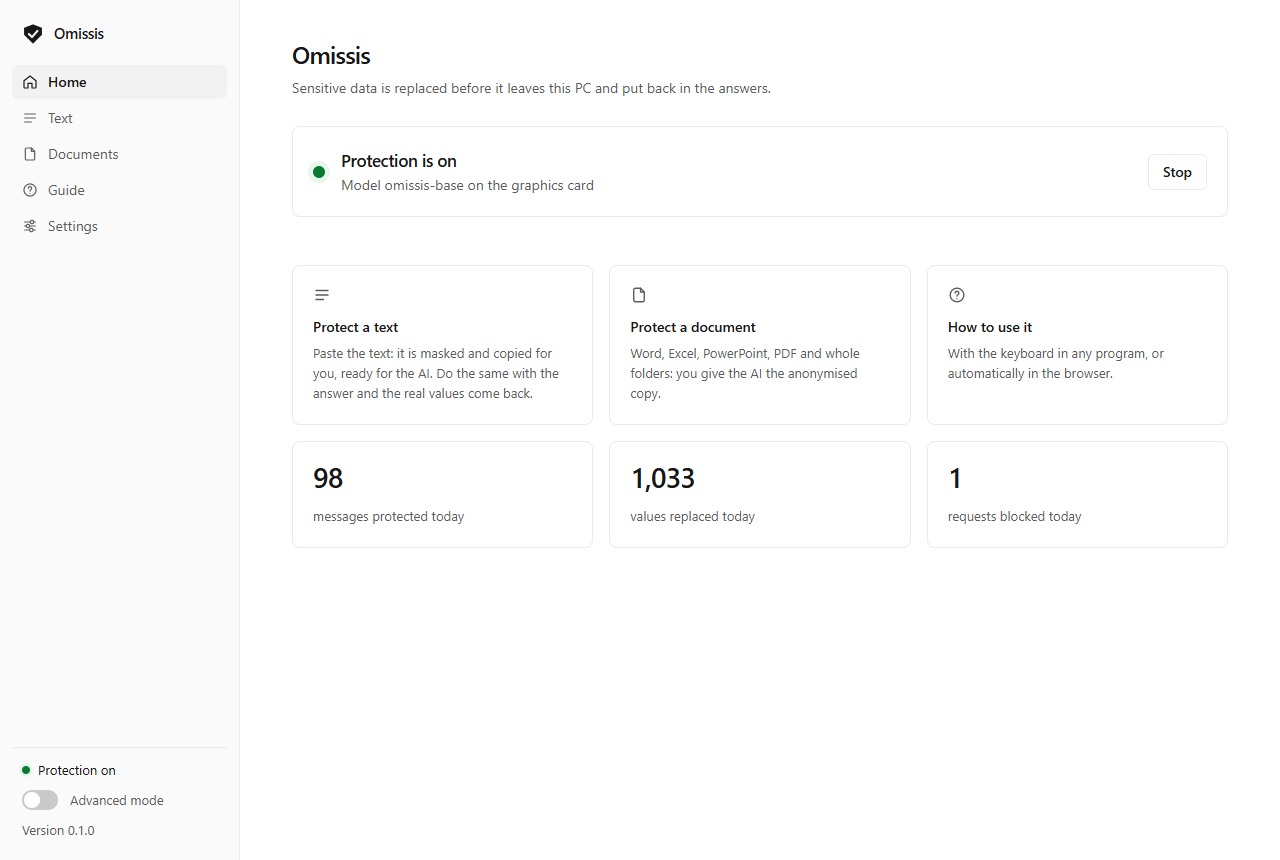 Omissis
Home
Text
Documents
Guide
Settings
Protection on
Advanced mode
Version 0.1.0
Omissis
Sensitive data is replaced before it leaves this PC and put back in the answers.
Protection is on
Model omissis-base on the graphics card
Stop
Protect a text
Paste the text: it is masked and copied for
you, ready for the AI. Do the same with the
answer and the real values come back.
Protect a document
Word, Excel, PowerPoint, PDF and whole
folders: you give the AI the anonymised
copy.
How to use it
With the keyboard in any program, or
automatically in the browser.
98
messages protected today
1,033
values replaced today
1
requests blocked today